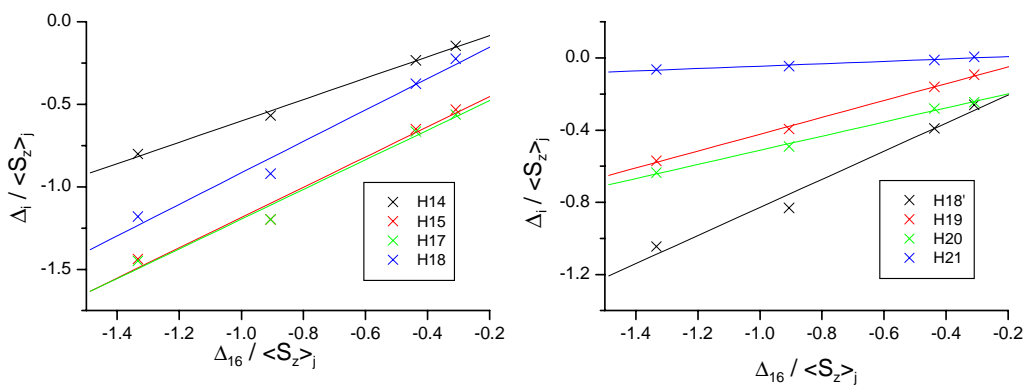 0.0
-0.5
-1.0
-1.5
Δi / <Sz>j
H14
H15
H17
H18
-1.4 -1.2 -1.0 -0.8 -0.6 -0.4 -0.2
Δ16 / <Sz>j
0.0
-0.4
-0.8
-1.2
Δi / <Sz>j
H18'
H19
H20
H21
-1.4 -1.2 -1.0 -0.8 -0.6 -0.4 -0.2
Δ16 / <Sz>j